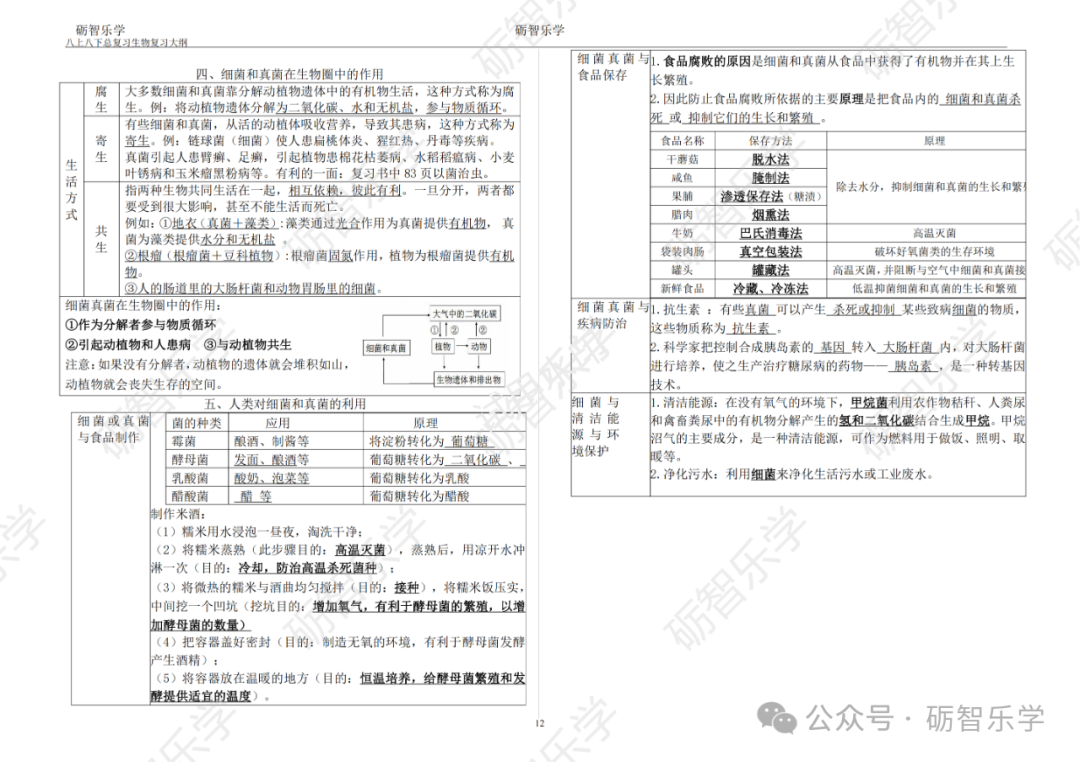 砺智乐学
砺智乐学
八上八下总复习生物复习大纲
四、细菌和真菌在生物圈中的作用
生活方式
腐生
大多数细菌和真菌靠分解动植物遗体中的有机物生活，这种方式称为腐
生。例：将动植物遗体分解为二氧化碳、水和无机盐，参与物质循环。
寄生
有些细菌和真菌，从活的动植体吸收营养，导致其患病，这种方式称为
寄生。例：链球菌（细菌）使人患扁桃体炎、猩红热、丹毒等疾病。
真菌引起人患臂癣、足癣，引起植物患棉花枯萎病、水稻稻瘟病、小麦
叶锈病和玉米瘤黑粉病等。有利的一面：复习书中 83 页以菌治虫。
共生
指两种生物共同生活在一起，相互依赖，彼此有利。一旦分开，两者都
要受到很大影响，甚至不能生活而死亡。
例如：①地衣（真菌＋藻类）：藻类通过光合作用为真菌提供有机物， 真
菌为藻类提供水分和无机盐 。
②根瘤（根瘤菌＋豆科植物）：根瘤菌固氮作用，植物为根瘤菌提供有机
物。
③人的肠道里的大肠杆菌和动物胃肠里的细菌。
细菌真菌在生物圈中的作用：
①作为分解者参与物质循环
②引起动植物和人患病 ③与动植物共生
注意：如果没有分解者，动植物的遗体就会堆积如山，
动植物就会丧失生存的空间。
大气中的二氧化碳
① ② ②
细菌和真菌
植物
动物
生物遗体和排出物
五、人类对细菌和真菌的利用
细菌或真菌
与食品制作
菌的种类 应用 原理
霉菌 酿酒、制酱等 将淀粉转化为 葡萄糖
酵母菌 发面、酿酒等 葡萄糖转化为 二氧化碳 、
乳酸菌 酸奶、泡菜等 葡萄糖转化为乳酸
醋酸菌 醋 等 葡萄糖转化为醋酸
制作米酒：
（1）糯米用水浸泡一昼夜，淘洗干净；
（2）将糯米蒸熟（此步骤目的：高温灭菌），蒸熟后，用凉开水冲
淋一次（目的：冷却，防治高温杀死菌种）；
（3）将微热的糯米与酒曲均匀搅拌（目的：接种），将糯米饭压实，
中间挖一个凹坑（挖坑目的：增加氧气，有利于酵母菌的繁殖，以增
加酵母菌的数量）
（4）把容器盖好密封（目的：制造无氧的环境，有利于酵母菌发酵
产生酒精）；
（5）将容器放在温暖的地方（目的：恒温培养，给酵母菌繁殖和发
酵提供适宜的温度）。
细菌真菌与
食品保存
1.食品腐败的原因是细菌和真菌从食品中获得了有机物并在其上生
长繁殖。
2.因此防止食品腐败所依据的主要原理是把食品内的 细菌和真菌杀
死 或 抑制它们的生长和繁殖 。
食品名称 保存方法 原理
干蘑菇 脱水法
咸鱼 腌制法
果脯 渗透保存法（糖渍）
腊肉 烟熏法
除去水分，抑制细菌和真菌的生长和繁
牛奶 巴氏消毒法 高温灭菌
袋装肉肠 真空包装法 破坏好氧菌类的生存环境
罐头 罐藏法 高温灭菌，并阻断与空气中细菌和真菌接
新鲜食品 冷藏、冷冻法 低温抑菌细菌和真菌的生长和繁殖
细菌真菌与
疾病防治
1.抗生素 ：有些真菌 可以产生 杀死或抑制 某些致病细菌的物质，
这些物质称为 抗生素 。
2.科学家把控制合成胰岛素的 基因 转入 大肠杆菌 内，对大肠杆菌
进行培养，使之生产治疗糖尿病的药物—— 胰岛素 ，是一种转基因
技术。
细菌与
清洁能
源与环
境保护
1.清洁能源：在没有氧气的环境下，甲烷菌利用农作物秸秆、人粪尿
和禽畜粪尿中的有机物分解产生的氢和二氧化碳结合生成甲烷。甲烷
沼气的主要成分，是一种清洁能源，可作为燃料用于做饭、照明、取
暖等。
2.净化污水：利用细菌来净化生活污水或工业废水。
12
公众号 · 砺智乐学